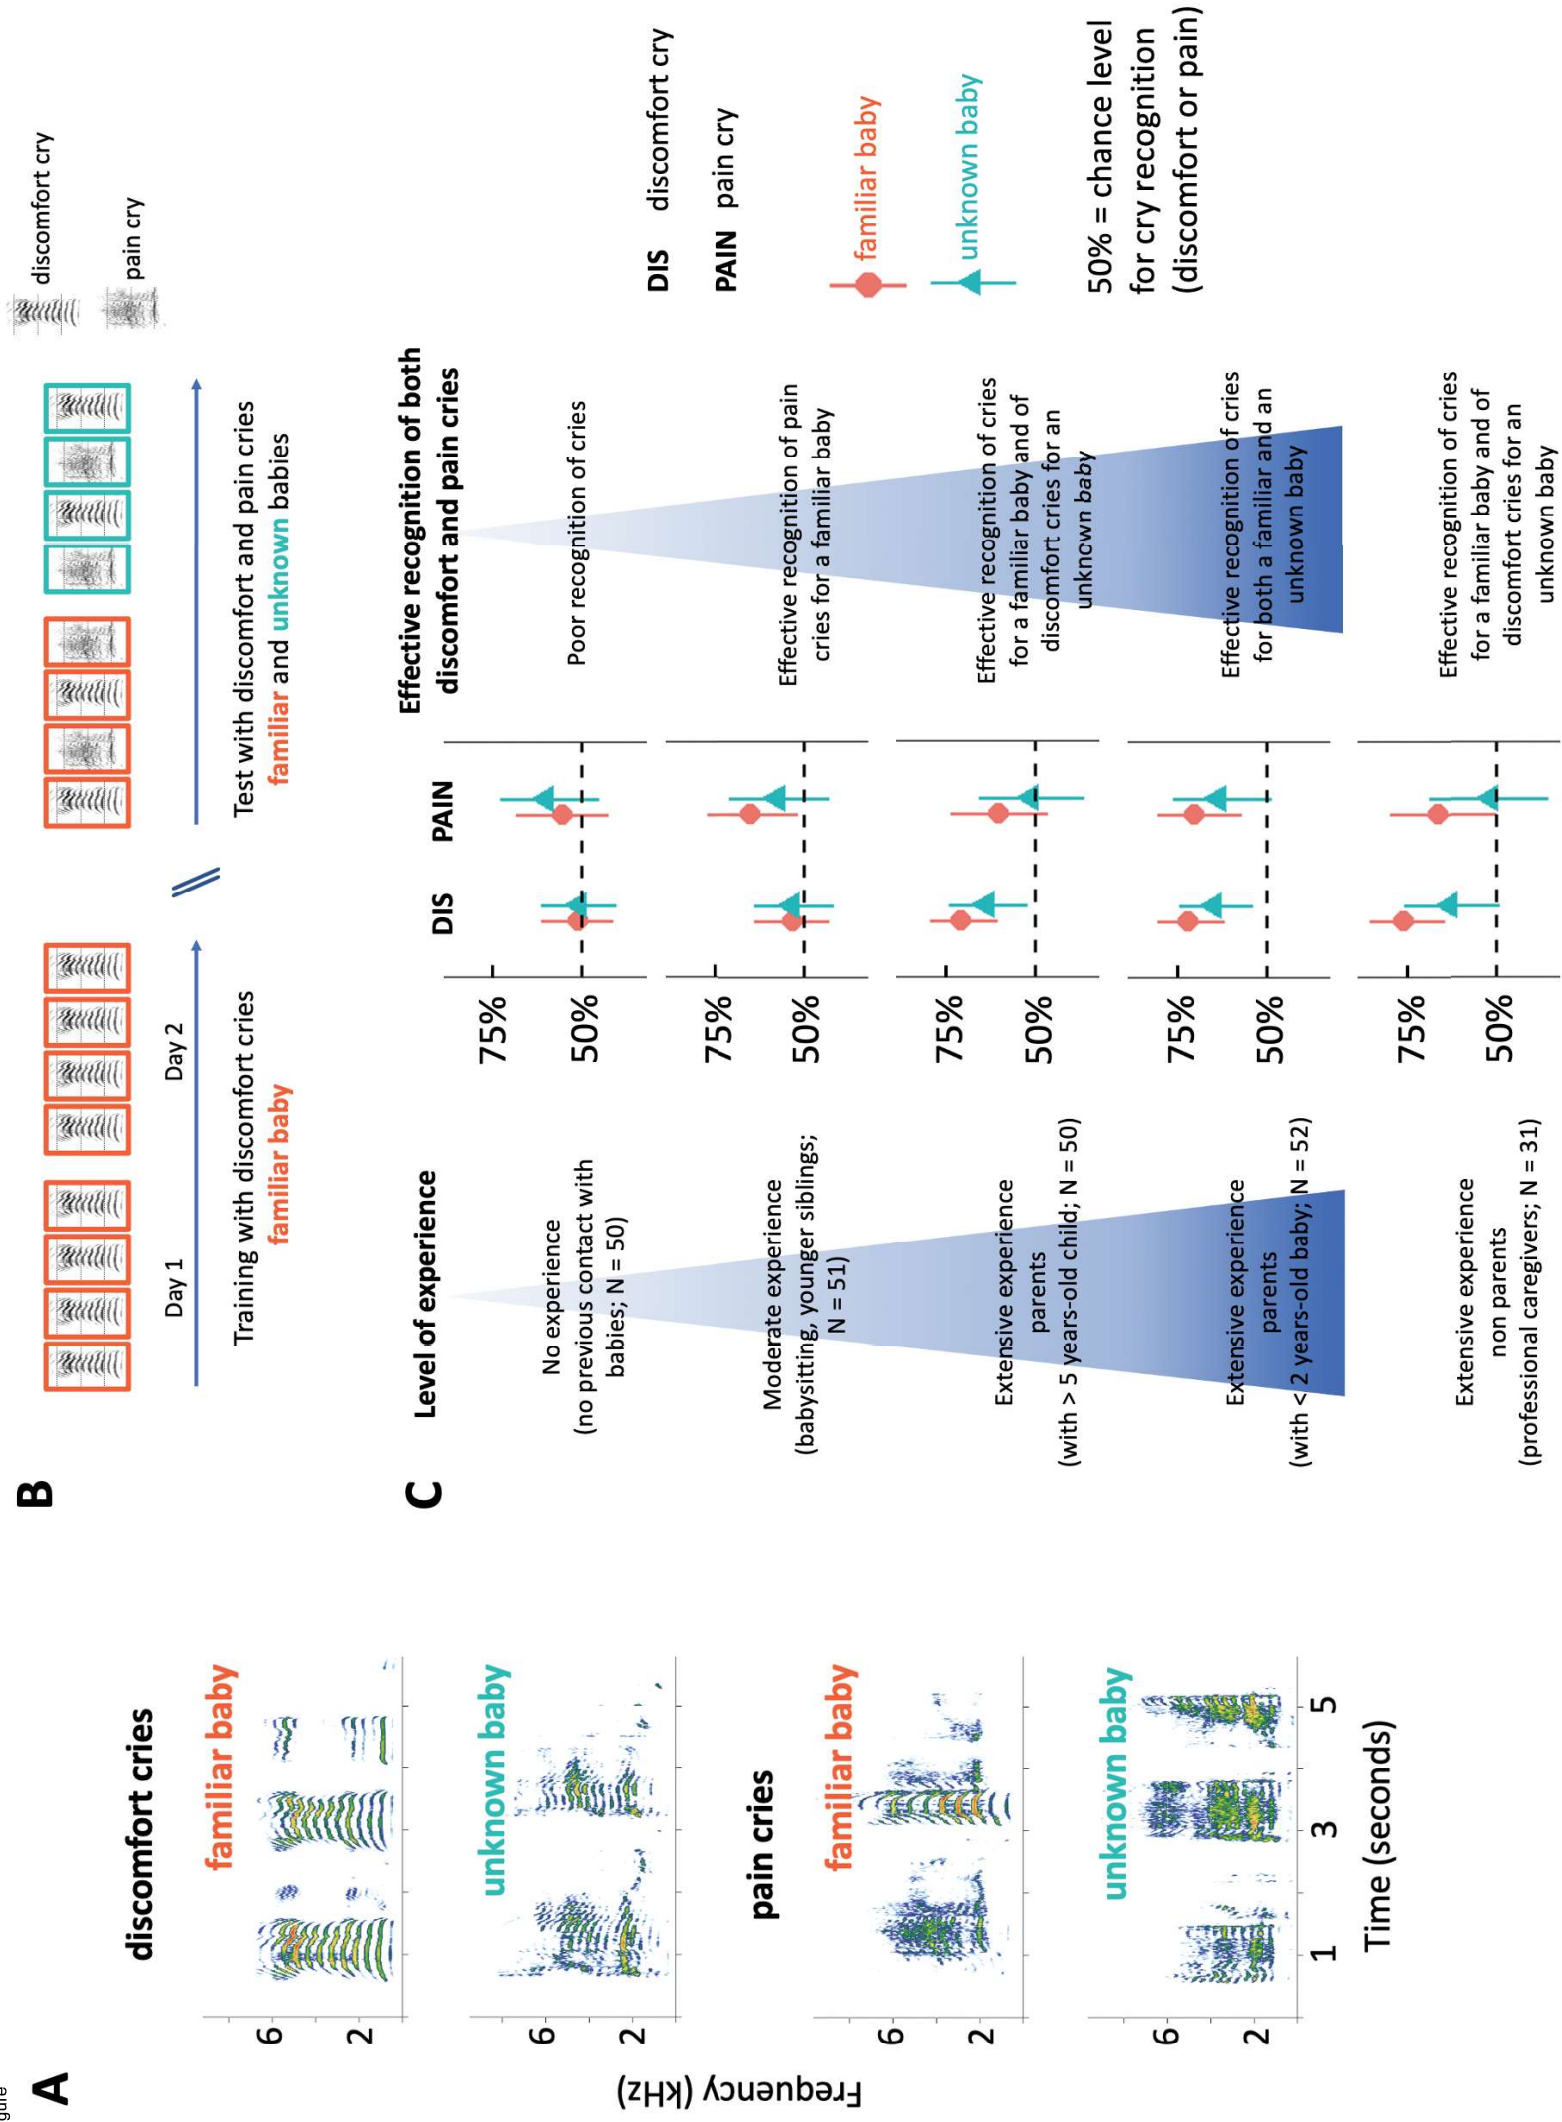 gure
A
discomfort cries
familiar baby
6
2
unknown baby
6
2
pain cries
familiar baby
6
2
unknown baby
6
2
1
3
5
Time (seconds)
Frequency (kHz)
B
Day 1
Day 2
Training with discomfort cries
familiar baby
Test with discomfort and pain cries
familiar and unknown babies
discomfort cry
pain cry
C
Level of experience
DIS
PAIN
Effective recognition of both
discomfort and pain cries
No experience
(no previous contact with
babies; N = 50)
75%
50%
Poor recognition of cries
Moderate experience
(babysitting, younger siblings;
N = 51)
75%
50%
Effective recognition of pain
cries for a familiar baby
Extensive experience
parents
(with > 5 years-old child; N = 50)
75%
50%
Effective recognition of cries
for a familiar baby and of
discomfort cries for an
unknown baby
Extensive experience
parents
(with < 2 years-old baby; N = 52)
75%
50%
Effective recognition of cries
for both a familiar and an
unknown baby
Extensive experience
non parents
(professional caregivers; N = 31)
75%
50%
Effective recognition of cries
for a familiar baby and of
discomfort cries for an
unknown baby
DIS discomfort cry
PAIN pain cry
familiar baby
unknown baby
50% = chance level
for cry recognition
(discomfort or pain)